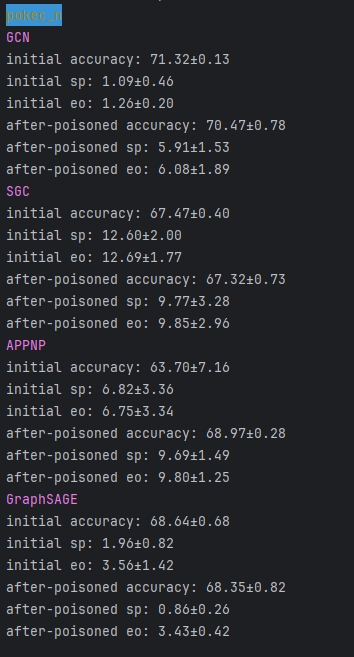 pokec_n
GCN
initial accuracy: 71.32±0.13
initial sp: 1.09±0.46
initial eo: 1.26±0.20
after-poisoned accuracy: 70.47±0.78
after-poisoned sp: 5.91±1.53
after-poisoned eo: 6.08±1.89
SGC
initial accuracy: 67.47±0.40
initial sp: 12.60±2.00
initial eo: 12.69±1.77
after-poisoned accuracy: 67.32±0.73
after-poisoned sp: 9.77±3.28
after-poisoned eo: 9.85±2.96
APPNP
initial accuracy: 63.70±7.16
initial sp: 6.82±3.36
initial eo: 6.75±3.34
after-poisoned accuracy: 68.97±0.28
after-poisoned sp: 9.69±1.49
after-poisoned eo: 9.80±1.25
GraphSAGE
initial accuracy: 68.64±0.68
initial sp: 1.96±0.82
initial eo: 3.56±1.42
after-poisoned accuracy: 68.35±0.82
after-poisoned sp: 0.86±0.26
after-poisoned eo: 3.43±0.42